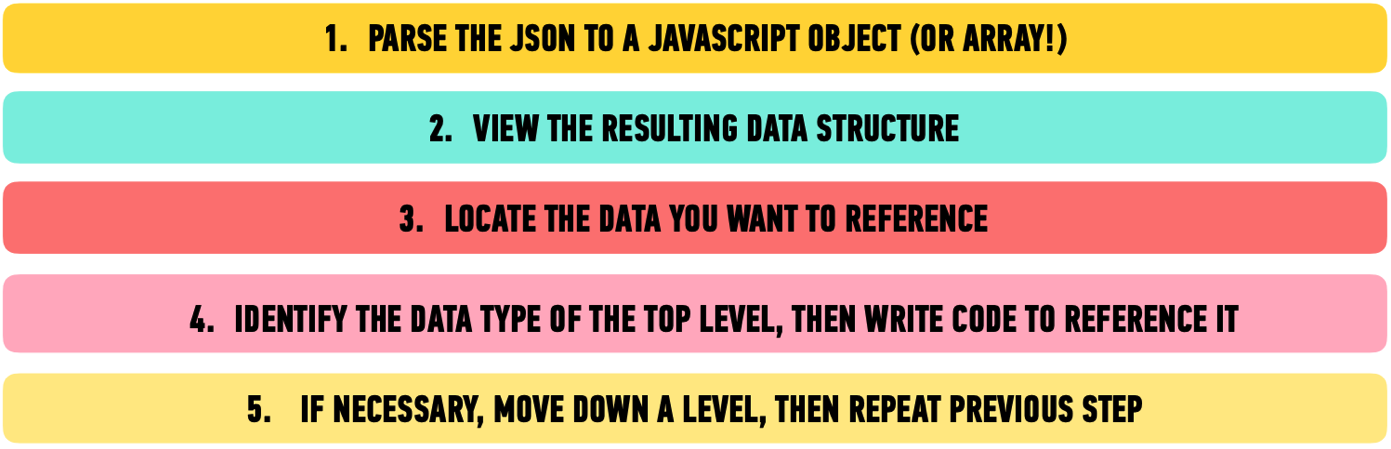 1. PARSE THE JSON TO A JAVASCRIPT OBJECT (OR ARRAY!)
2. VIEW THE RESULTING DATA STRUCTURE
3. LOCATE THE DATA YOU WANT TO REFERENCE
4. IDENTIFY THE DATA TYPE OF THE TOP LEVEL, THEN WRITE CODE TO REFERENCE IT
5. IF NECESSARY, MOVE DOWN A LEVEL, THEN REPEAT PREVIOUS STEP